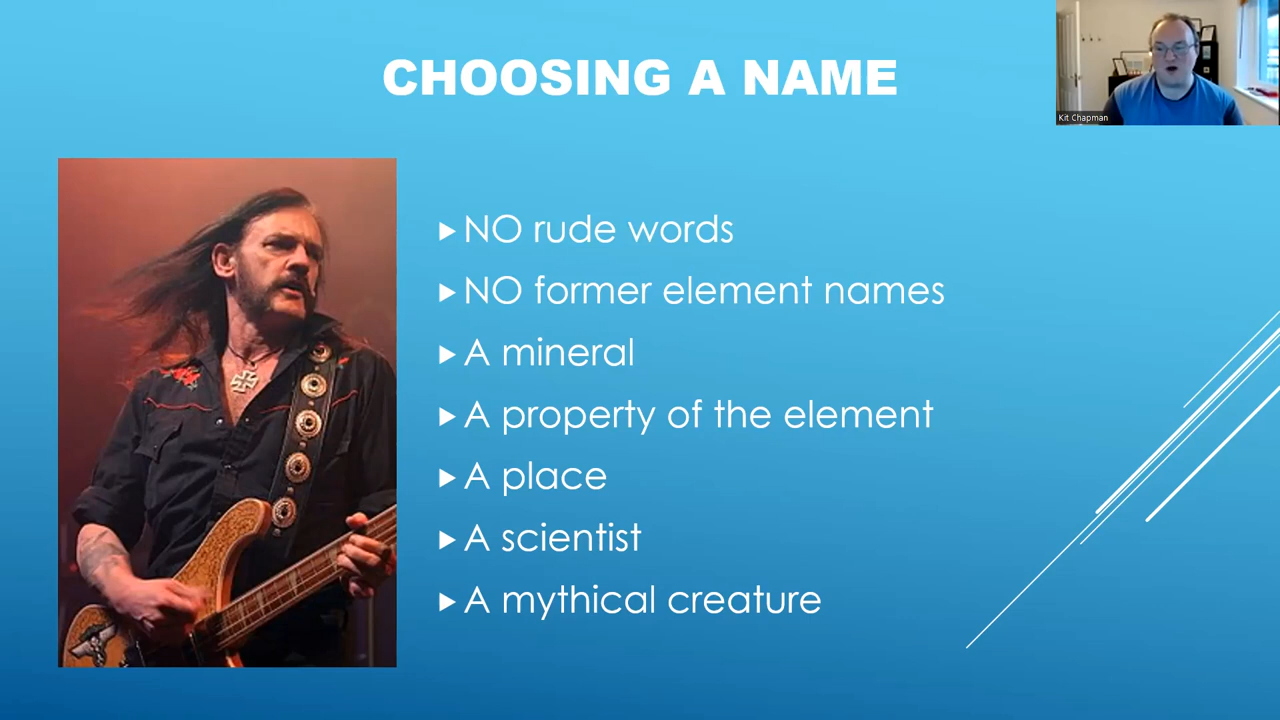 CHOOSING A NAME
Kit Chapman
NO rude words
NO former element names
A mineral
A property of the element
A place
A scientist
A mythical creature